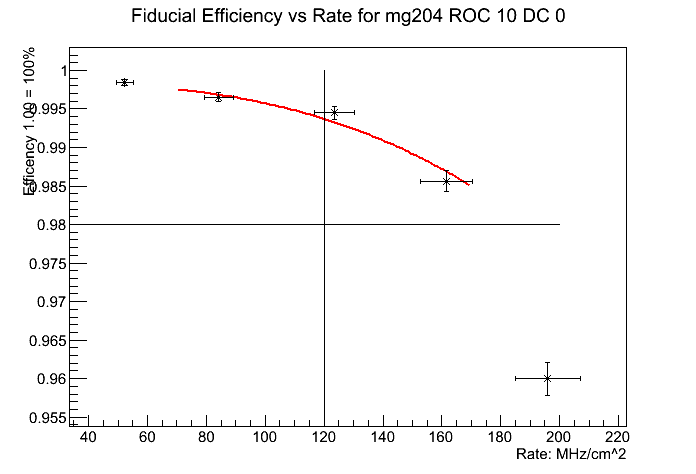 Fiducial Efficiency vs Rate for mg204 ROC 10 DC 0
Efficency 1.00 = 100%
1
0.995
0.99
0.985
0.98
0.975
0.97
0.965
0.96
0.955
40 60 80 100 120 140 160 180 200 220
Rate: MHz/cm^2